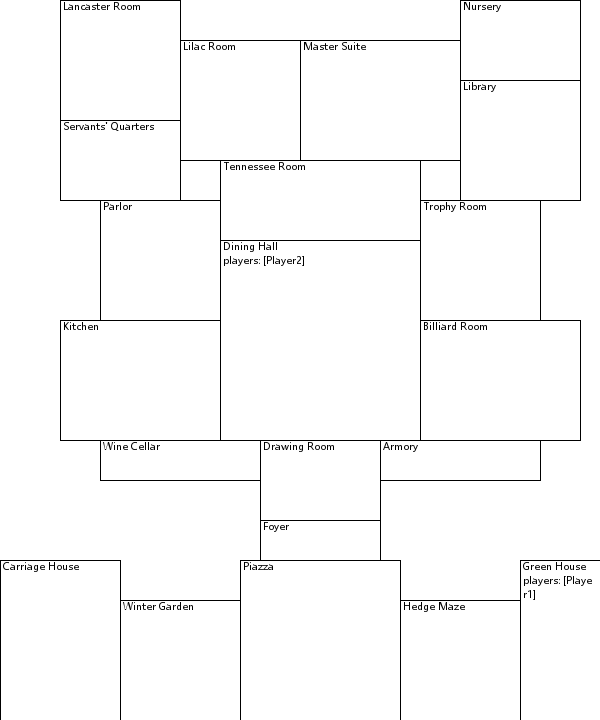 Lancaster Room
Nursery
Lilac Room
Master Suite
Library
Servants' Quarters
Tennessee Room
Parlor
Trophy Room
Dining Hall
players: [Player2]
Kitchen
Billiard Room
Wine Cellar
Drawing Room
Armory
Foyer
Carriage House
Piazza
Green House
players: [Playe
r1]
Winter Garden
Hedge Maze